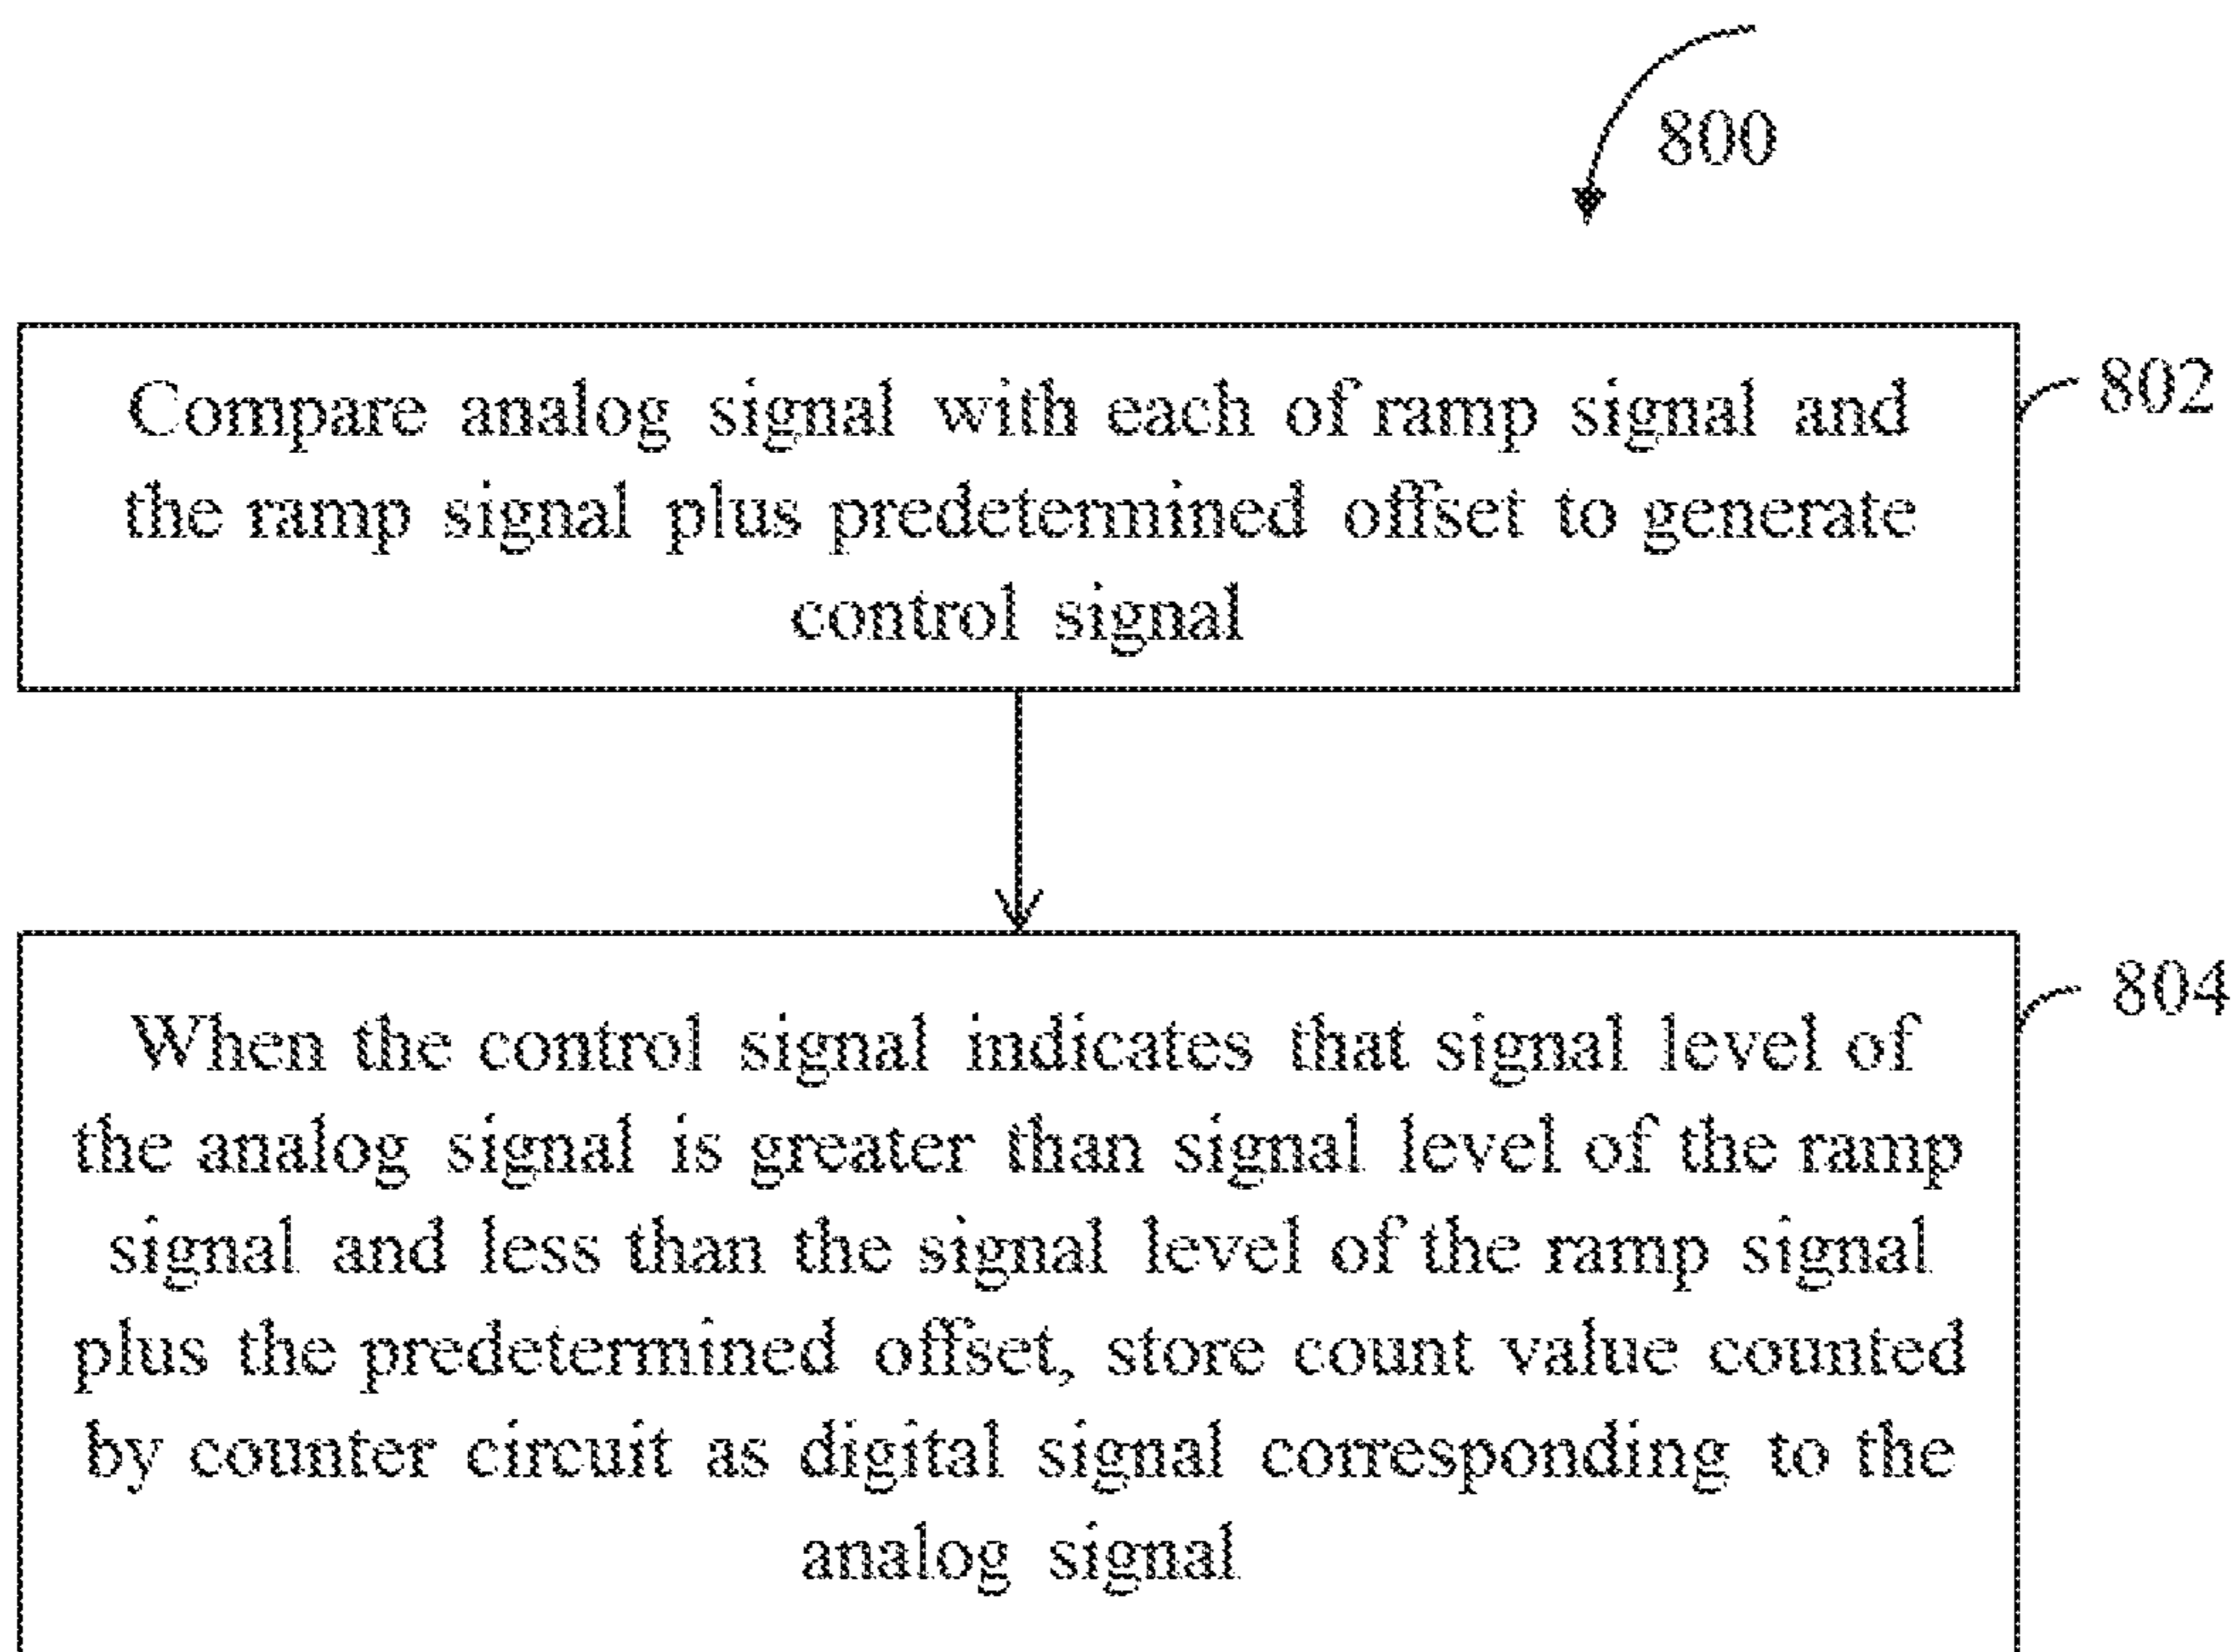 800
Compare analog signal with each of ramp signal and
the ramp signal plus predetermined offset to generate
control signal
802
When the control signal indicates that signal level of
the analog signal is greater than signal level of the ramp
signal and less than the signal level of the ramp signal
plus the predetermined offset, store count value counted
by counter circuit as digital signal corresponding to the
analog signal
804